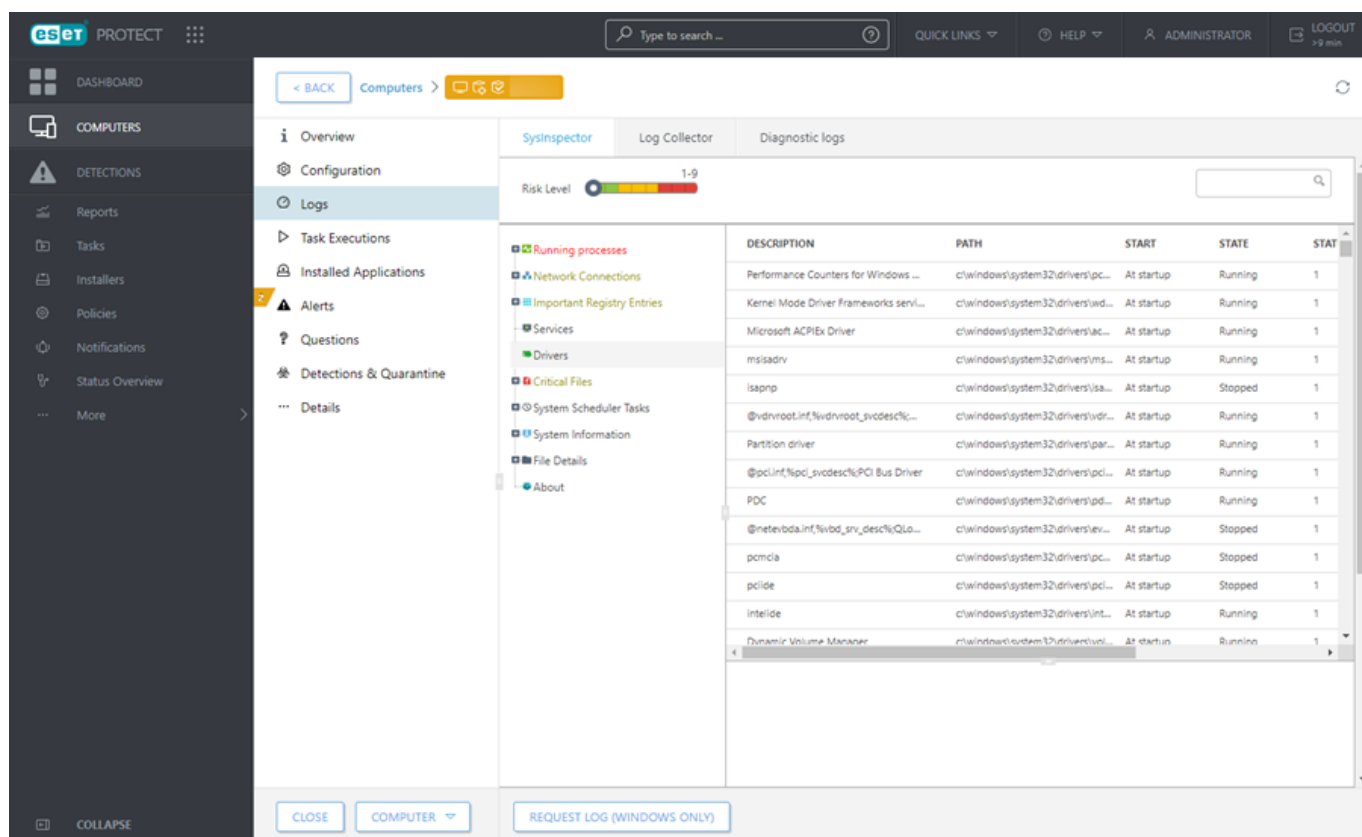 eset PROTECT
Type to search ...
QUICK LINKS
HELP
ADMINISTRATOR
LOGOUT
>9 min
DASHBOARD
COMPUTERS
DETECTIONS
Reports
Tasks
Installers
Policies
Notifications
Status Overview
More
COLLAPSE
< BACK
Computers >
Overview
Configuration
Logs
Task Executions
Installed Applications
2
Alerts
Questions
Detections & Quarantine
Details
SysInspector
Log Collector
Diagnostic logs
Risk Level
1-9
Running processes
Network Connections
Important Registry Entries
Services
Drivers
Critical Files
System Scheduler Tasks
System Information
File Details
About
DESCRIPTION PATH START STATE STAT
Performance Counters for Windows ... c:\windows\system32\drivers\pc... At startup Running 1
Kernel Mode Driver Frameworks servi... c:\windows\system32\drivers\wd... At startup Running 1
Microsoft ACPIEx Driver c:\windows\system32\drivers\ac... At startup Running 1
msisadrv c:\windows\system32\drivers\ms... At startup Running 1
isapnp c:\windows\system32\drivers\isa... At startup Stopped 1
@vdrvroot.inf,%vdrvroot_svcdesc%;... c:\windows\system32\drivers\vdr... At startup Running 1
Partition driver c:\windows\system32\drivers\par... At startup Running 1
@pci.inf,%pci_svcdesc%;PCI Bus Driver c:\windows\system32\drivers\pci... At startup Running 1
PDC c:\windows\system32\drivers\pd... At startup Running 1
@netevbda.inf,%vbd_srv_desc%;QLo... c:\windows\system32\drivers\ev... At startup Stopped 1
pcmcia c:\windows\system32\drivers\pc... At startup Stopped 1
pciide c:\windows\system32\drivers\pci... At startup Stopped 1
intelide c:\windows\system32\drivers\int... At startup Running 1
Dynamic Volume Manager c:\windows\system32\drivers\vol... At startup Running 1
CLOSE
COMPUTER
REQUEST LOG (WINDOWS ONLY)